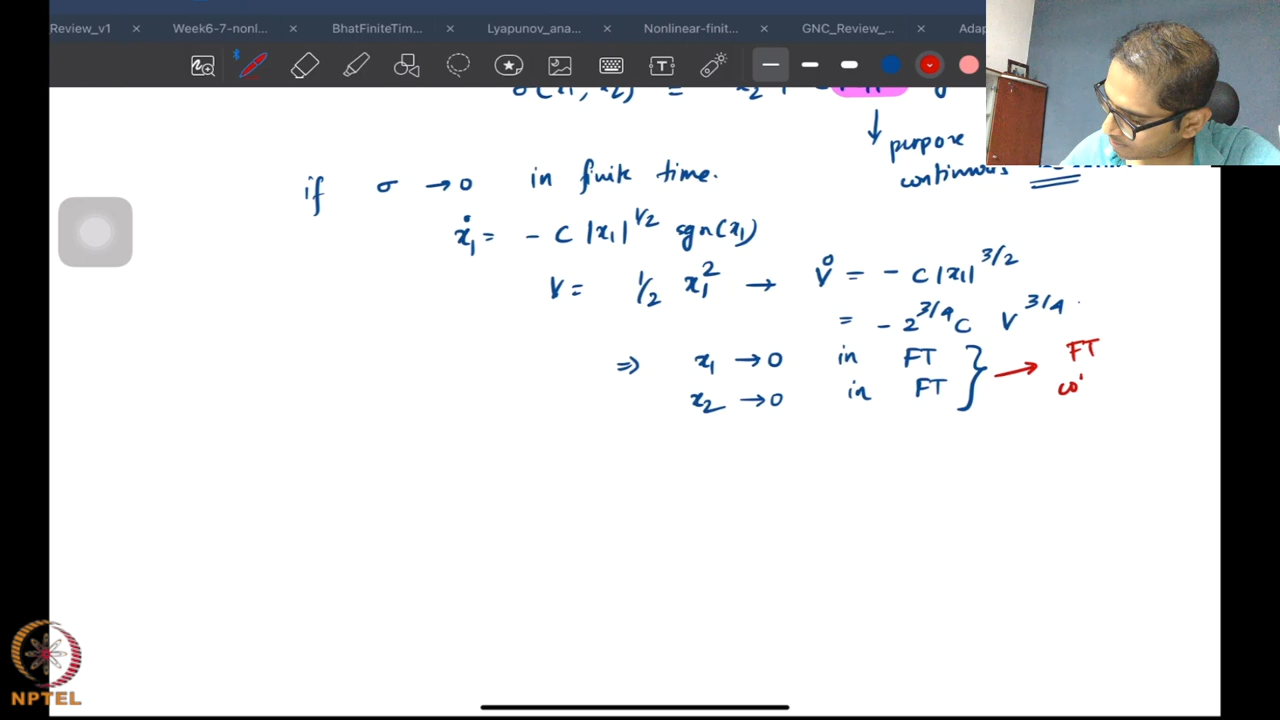 Review_v1 Week6-7-nonl... BhatFiniteTim... Lyapunov_ana... Nonlinear-finit... GNC_Review_... Adap
↓ purpose
continuous
if σ → 0 in finite time.
ẋ₁ = - C |x₁|^{1/2} sgn(x₁)
V = 1/2 x₁² → V̇ = - C |x₁|^{3/2}
= - 2^{3/4} C V^{3/4}
⇒ x₁ → 0 in FT
x₂ → 0 in FT
→ FT
co
NPTEL